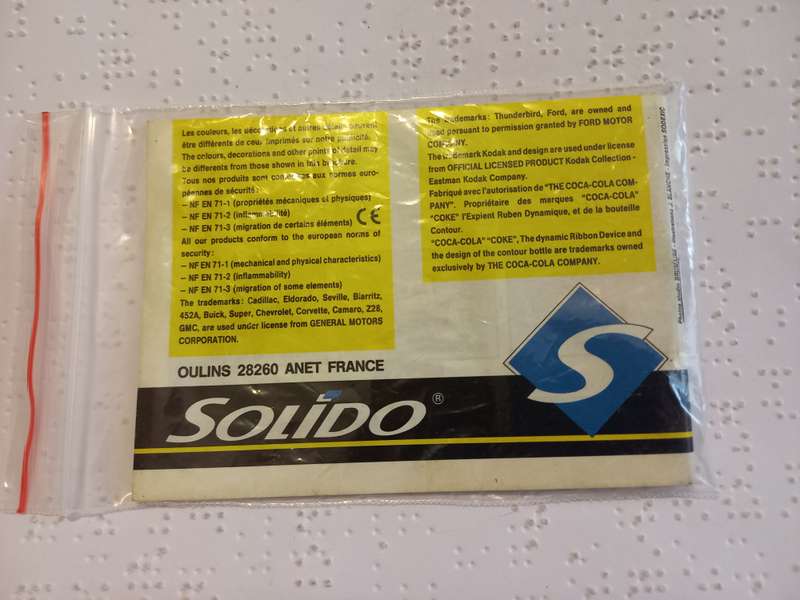 Les couleurs, les décorations et autres détails peuvent
être différents de ceux imprimés sur notre publicité.
The colours, decorations and other points of detail may
be differents from those shown in this brochure.
Tous nos produits sont conformes aux normes euro-
péennes de sécurité:
– NF EN 71-1 (propriétés mécaniques et physiques)
– NF EN 71-2 (inflammabilité)
– NF EN 71-3 (migration de certains éléments) CE
All our products conform to the european norms of
security:
– NF EN 71-1 (mechanical and physical characteristics)
– NF EN 71-2 (inflammability)
– NF EN 71-3 (migration of some elements)
The trademarks: Cadillac, Eldorado, Seville, Biarritz,
452A, Buick, Super, Chevrolet, Corvette, Camaro, Z28,
GMC, are used under license from GENERAL MOTORS
CORPORATION.
The trademarks: Thunderbird, Ford, are owned and
used persuant to permission granted by FORD MOTOR
COMPANY.
The trademark Kodak and design are used under license
from OFFICIAL LICENSED PRODUCT Kodak Collection -
Eastman Kodak Company.
Fabriqué avec l'autorisation de "THE COCA-COLA COM-
PANY". Propriétaire des marques "COCA-COLA"
"COKE" l'Expient Ruben Dynamique, et de la bouteille
Contour.
"COCA-COLA" "COKE", The dynamic Ribbon Device and
the design of the contour bottle are trademarks owned
exclusively by THE COCA-COLA COMPANY.
Photos Studio J. BLANCHE - Impression SODEXIC
OULINS 28260 ANET FRANCE
SOLIDO ®
S